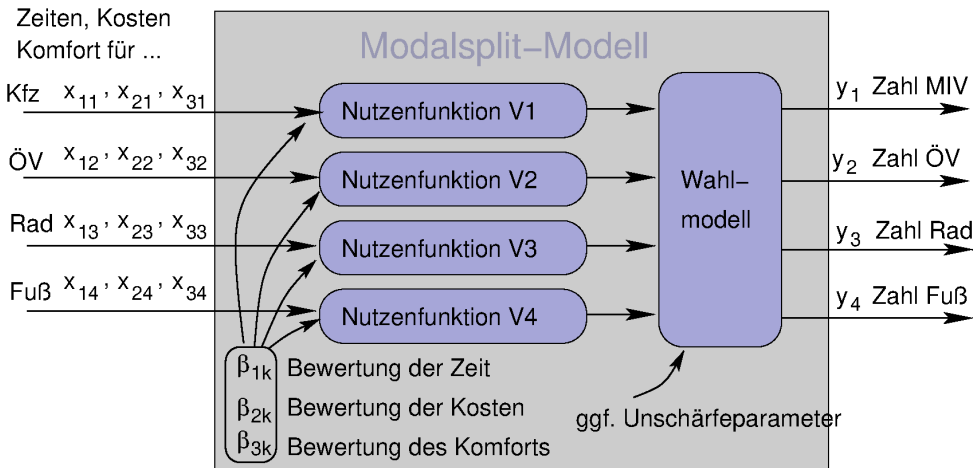 Zeiten, Kosten
Komfort für ...
Modalsplit–Modell
Kfz x11 , x21 , x31
Nutzenfunktion V1
y1 Zahl MIV
ÖV x12 , x22 , x32
Nutzenfunktion V2
y2 Zahl ÖV
Wahl–
modell
Rad x13 , x23 , x33
Nutzenfunktion V3
y3 Zahl Rad
Fuß x14 , x24 , x34
Nutzenfunktion V4
y4 Zahl Fuß
β1k Bewertung der Zeit
β2k Bewertung der Kosten
β3k Bewertung des Komforts
ggf. Unschärfeparameter